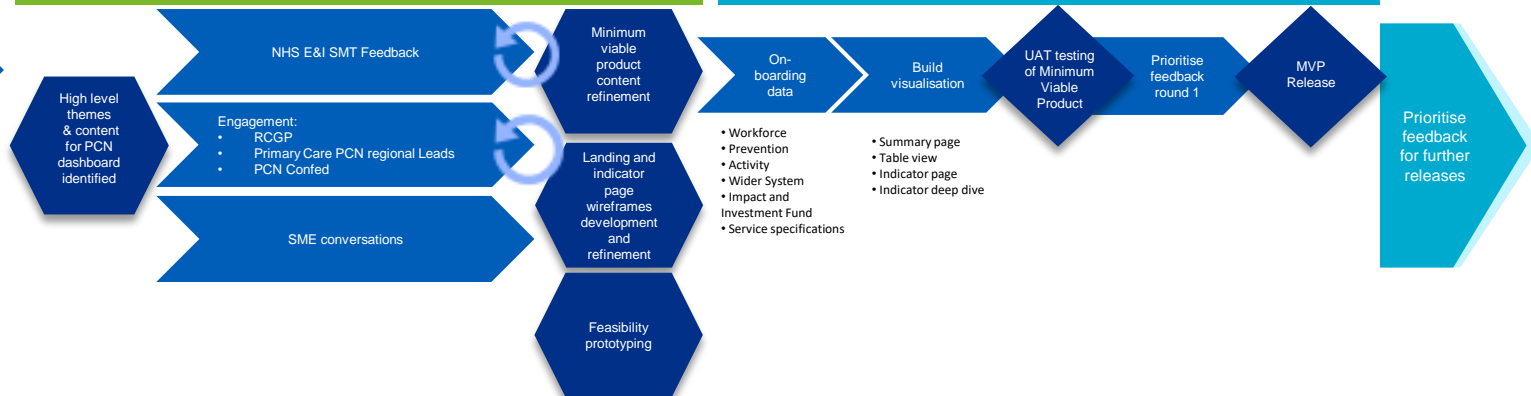 High level
themes
& content
for PCN
dashboard
identified
NHS E&I SMT Feedback
Engagement:
• RCGP
• Primary Care PCN regional Leads
• PCN Confed
SME conversations
Minimum
viable
product
content
refinement
Landing and
indicator
page
wireframes
development
and
refinement
Feasibility
prototyping
On-
boarding
data
• Workforce
• Prevention
• Activity
• Wider System
• Impact and
Investment Fund
• Service specifications
Build
visualisation
• Summary page
• Table view
• Indicator page
• Indicator deep dive
UAT testing
of Minimum
Viable
Product
Prioritise
feedback
round 1
MVP
Release
Prioritise
feedback
for further
releases